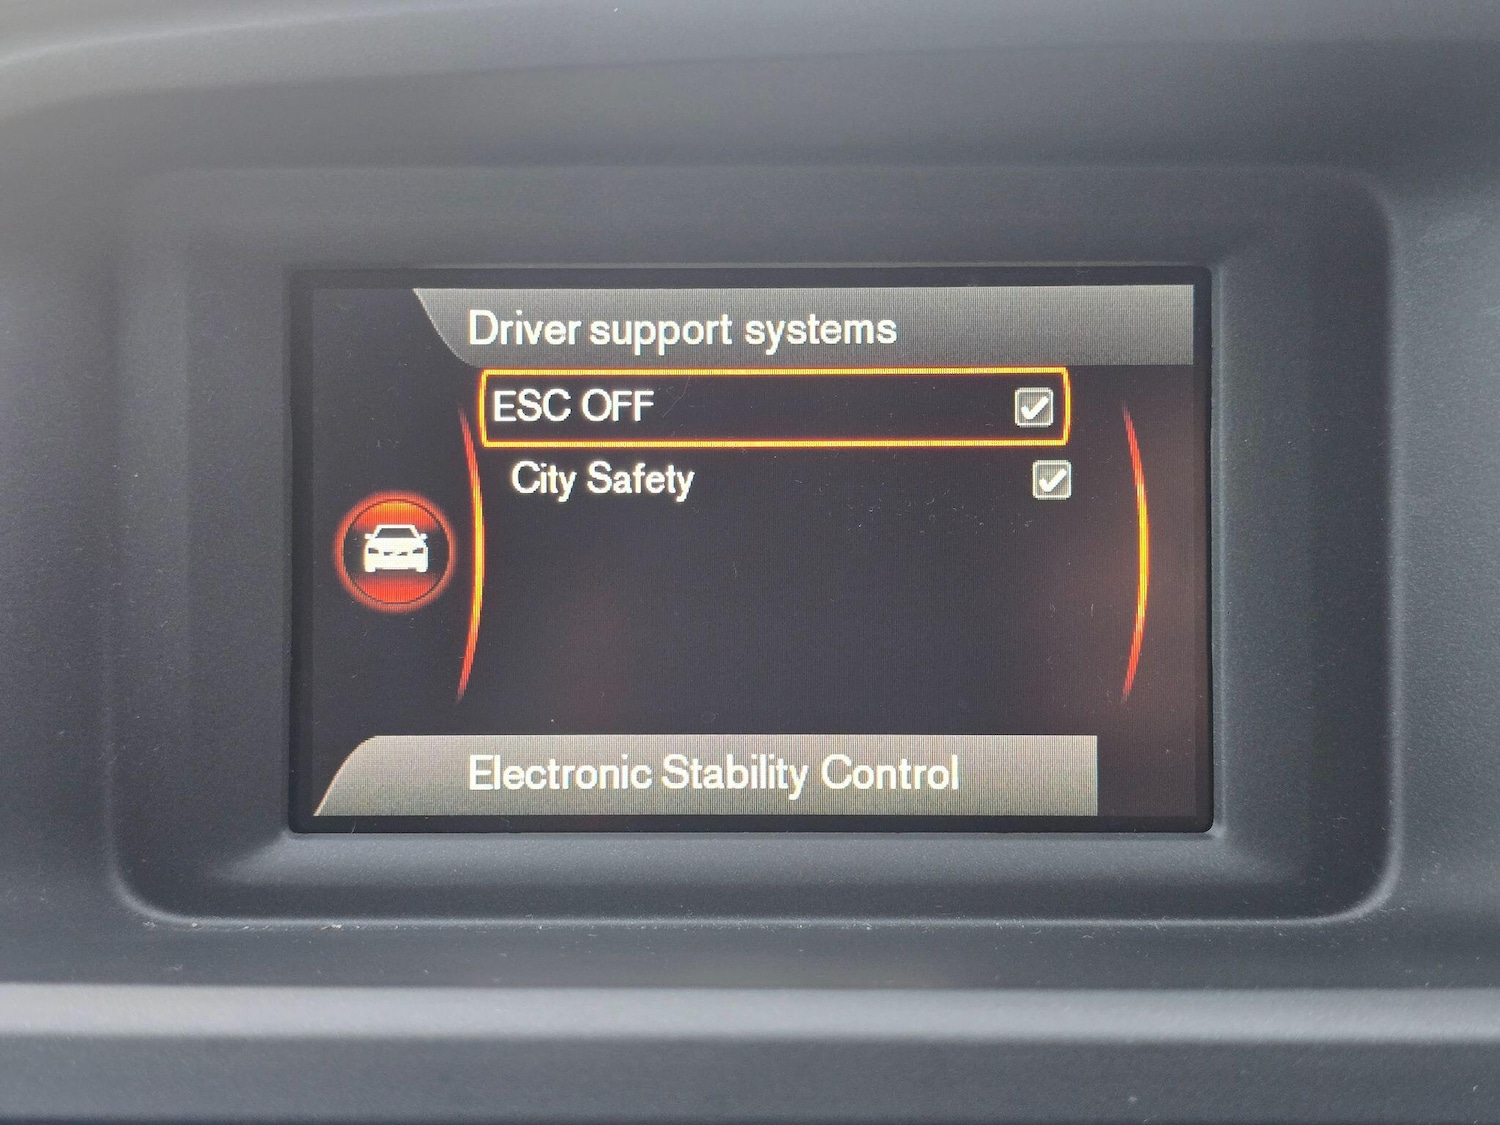 Driver support systems
ESC OFF
City Safety
Electronic Stability Control